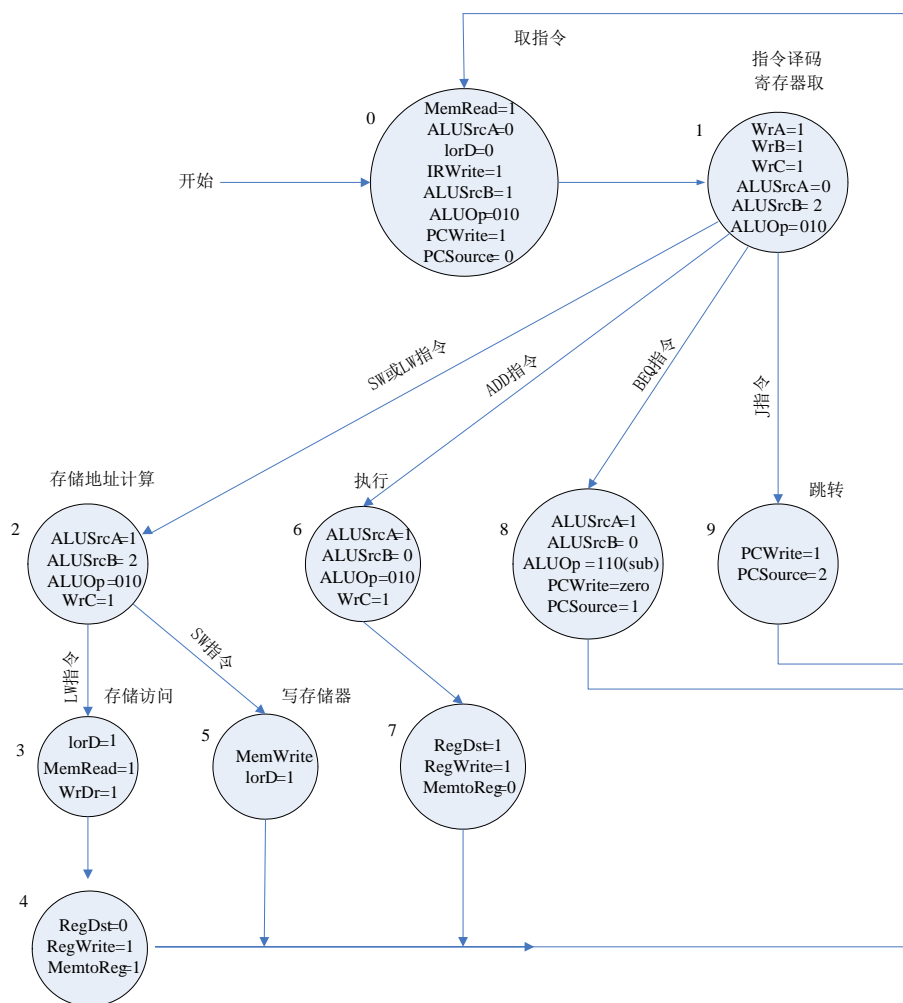 取指令
指令译码
寄存器取
0
MemRead=1
ALUSrcA=0
lorD=0
IRWrite=1
ALUSrcB=1
ALUOp=010
PCWrite=1
PCSource= 0
1
WrA=1
WrB=1
WrC=1
ALUSrcA=0
ALUSrcB= 2
ALUOp=010
开始
SW或LW指令
ADD指令
BEQ指令
J指令
存储地址计算
执行
跳转
2
ALUSrcA=1
ALUSrcB= 2
ALUOp=010
WrC=1
6
ALUSrcA=1
ALUSrcB= 0
ALUOp=010
WrC=1
8
ALUSrcA=1
ALUSrcB= 0
ALUOp =110(sub)
PCWrite=zero
PCSource=1
9
PCWrite=1
PCSource=2
LW指令
SW指令
存储访问
写存储器
3
lorD=1
MemRead=1
WrDr=1
5
MemWrite
lorD=1
7
RegDst=1
RegWrite=1
MemtoReg=0
4
RegDst=0
RegWrite=1
MemtoReg=1